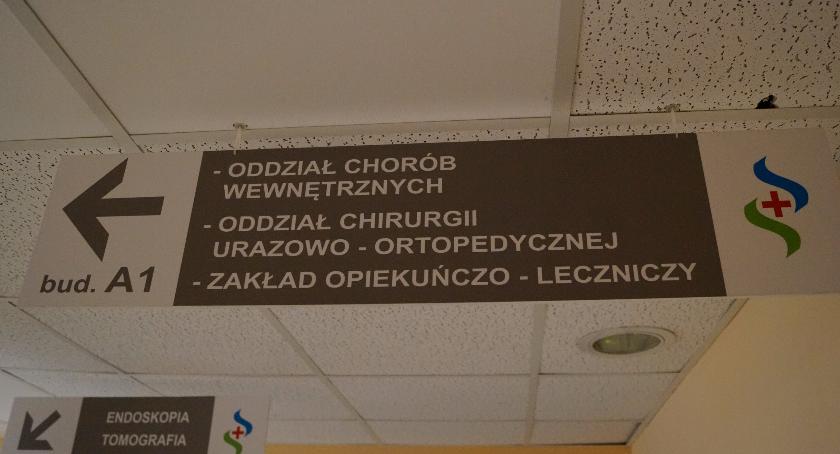 - ODDZIAŁ CHORÓB
WEWNĘTRZNYCH
- ODDZIAŁ CHIRURGII
URAZOWO - ORTOPEDYCZNEJ
- ZAKŁAD OPIEKUŃCZO - LECZNICZY
bud. A1
ENDOSKOPIA
TOMOGRAFIA